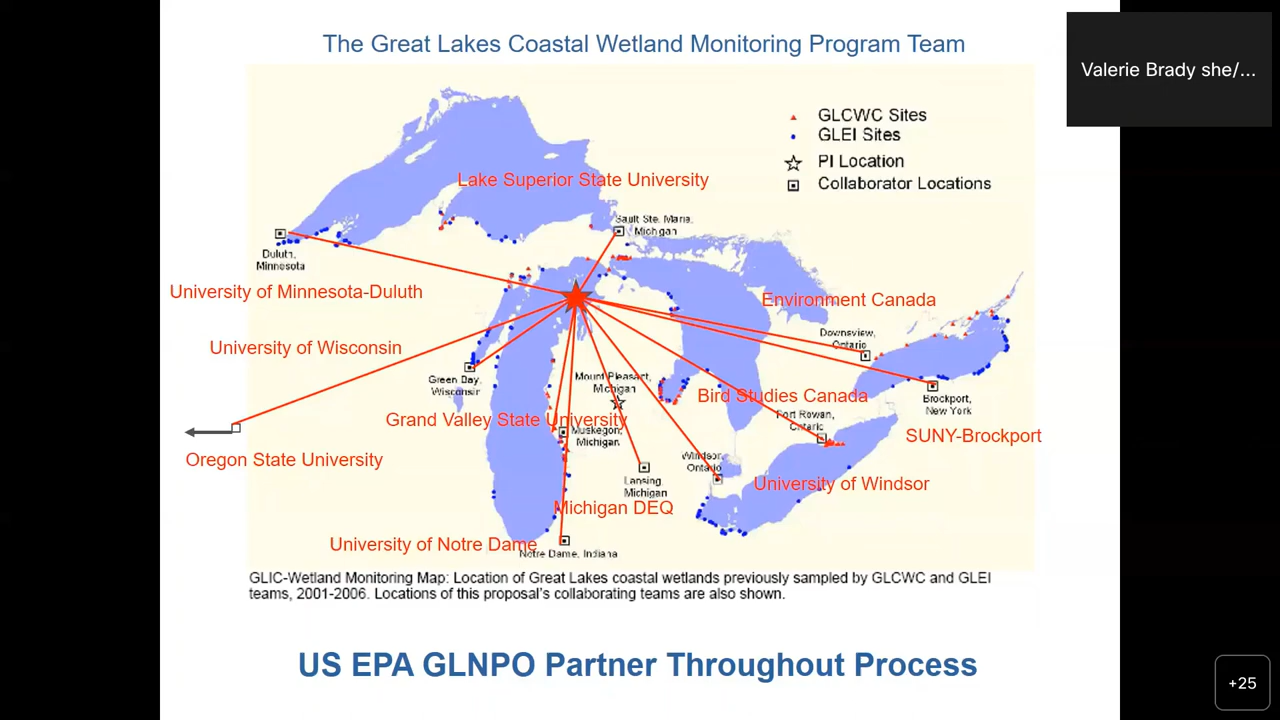 The Great Lakes Coastal Wetland Monitoring Program Team
Valerie Brady she/...
GLCWC Sites
GLEI Sites
PI Location
Collaborator Locations
Lake Superior State University
Sault Ste. Marie,
Michigan
Duluth,
Minnesota
University of Minnesota-Duluth
Environment Canada
Downsview,
Ontario
University of Wisconsin
Green Bay,
Wisconsin
Mount Pleasant,
Michigan
Bird Studies Canada
Brockport,
New York
Grand Valley State University
Muskegon,
Michigan
Port Rowan,
Ontario
SUNY-Brockport
Oregon State University
Windsor,
Ontario
Lansing,
Michigan
University of Windsor
Michigan DEQ
University of Notre Dame
Notre Dame, Indiana
GLIC-Wetland Monitoring Map: Location of Great Lakes coastal wetlands previously sampled by GLCWC and GLEI
teams, 2001-2006. Locations of this proposal's collaborating teams are also shown.
US EPA GLNPO Partner Throughout Process
+25